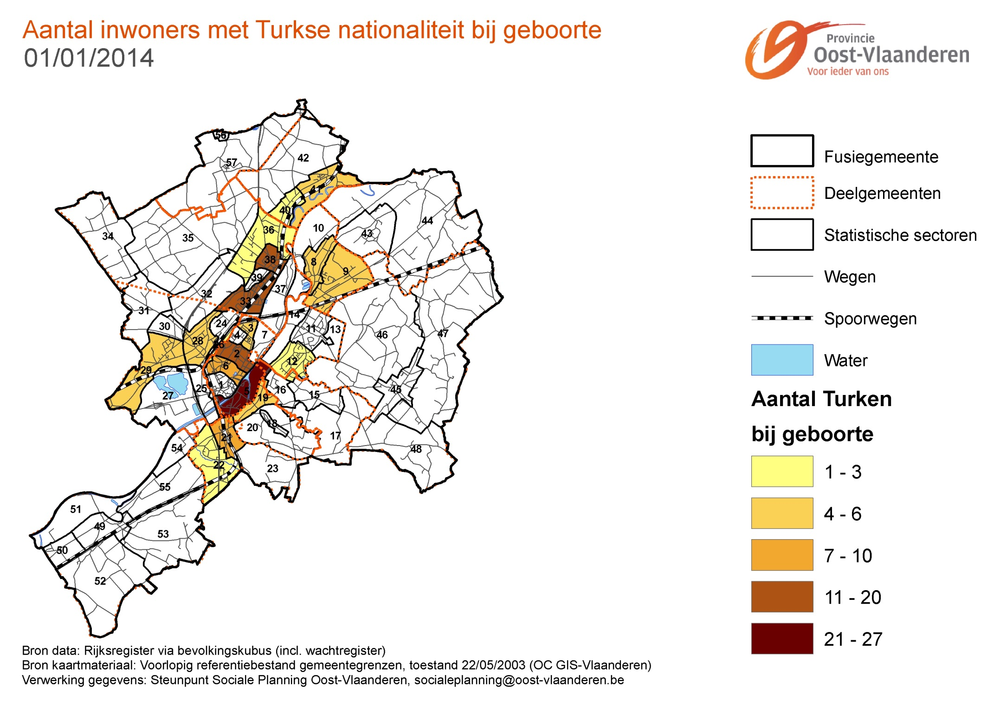 Aantal inwoners met Turkse nationaliteit bij geboorte
01/01/2014
Provincie
Oost-Vlaanderen
Voor ieder van ons
Fusiegemeente
Deelgemeenten
Statistische sectoren
Wegen
Spoorwegen
Water
Aantal Turken
bij geboorte
1 - 3
4 - 6
7 - 10
11 - 20
21 - 27
56
57
42
41
40
44
34
35
36
10
43
38
8
9
39
37
32
33
31
14
30
24
3
11
13
4
7
46
47
28
26
2
12
6
29
1
25
5
16
45
27
19
15
18
20
21
17
54
48
22
23
55
51
49
53
50
52
Bron data: Rijksregister via bevolkingskubus (incl. wachtregister)
Bron kaartmateriaal: Voorlopig referentiebestand gemeentegrenzen, toestand 22/05/2003 (OC GIS-Vlaanderen)
Verwerking gegevens: Steunpunt Sociale Planning Oost-Vlaanderen, socialeplanning@oost-vlaanderen.be